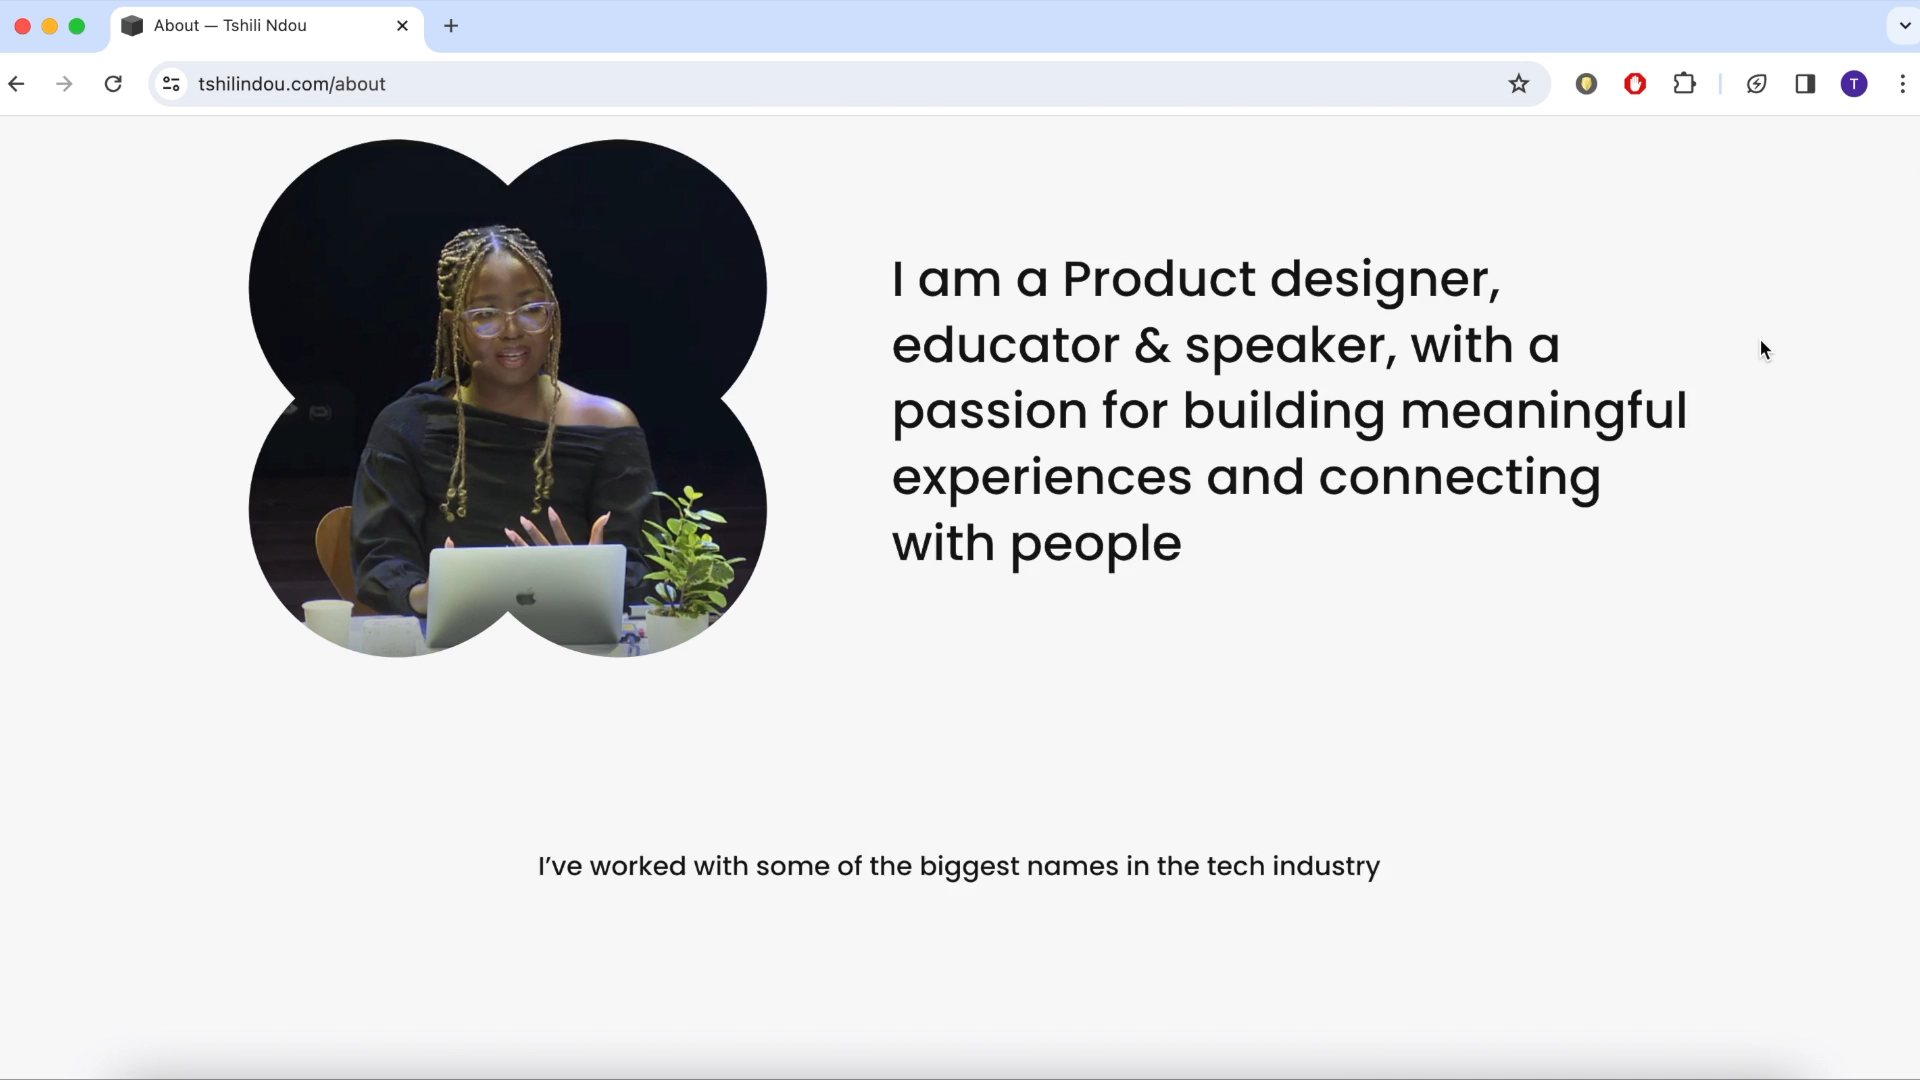 About — Tshili Ndou
tshilindou.com/about
T
I am a Product designer,
educator & speaker, with a
passion for building meaningful
experiences and connecting
with people
I’ve worked with some of the biggest names in the tech industry